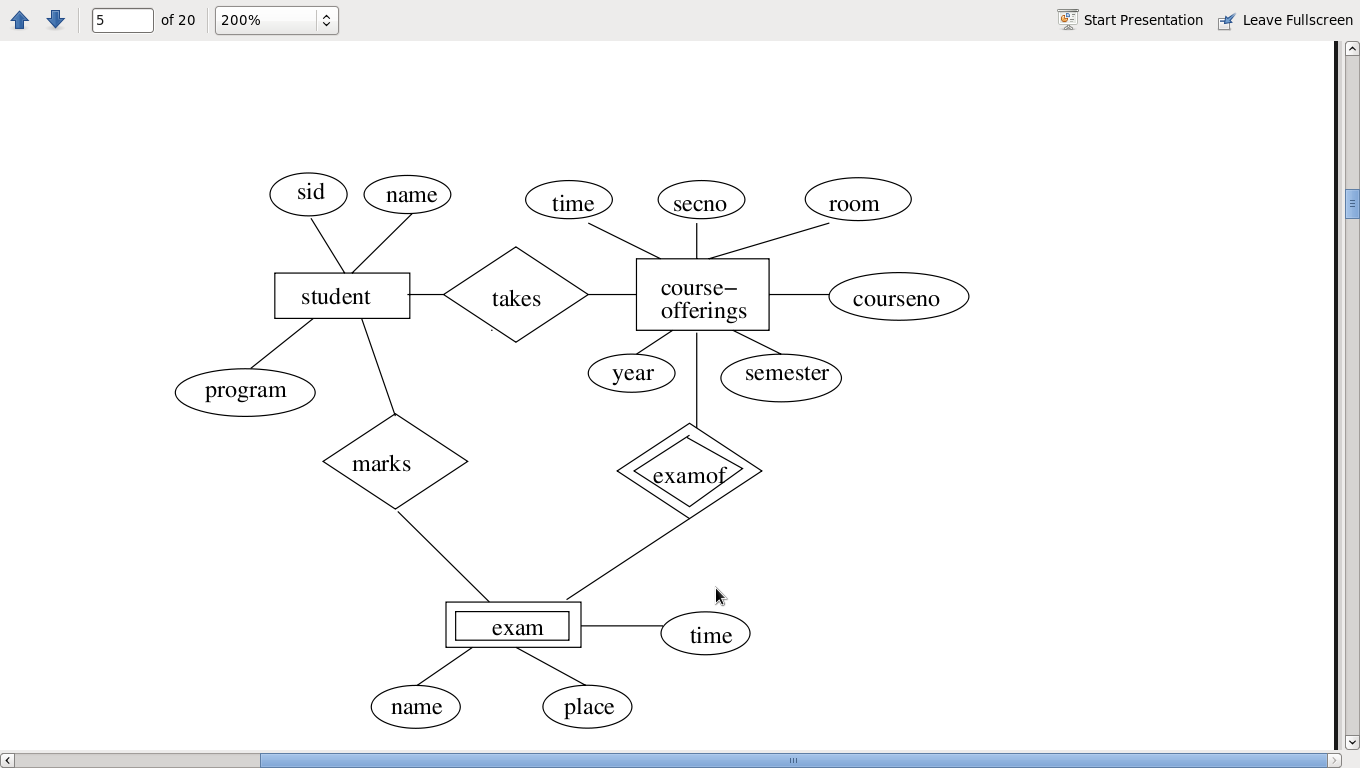 5 of 20 200% Start Presentation Leave Fullscreen
sid name time secno room
student takes course–
offerings courseno
program year semester
marks examof
exam time
name place